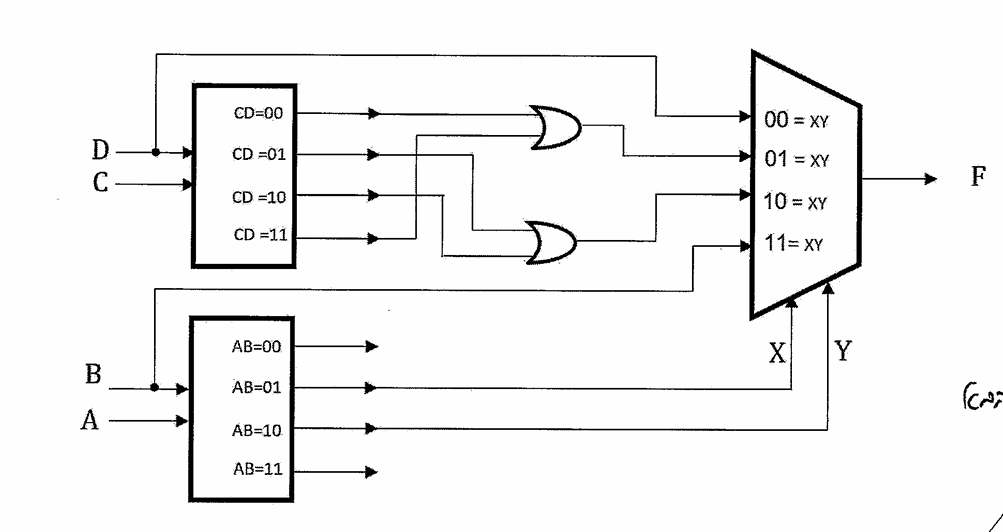 D
C
CD=00
CD =01
CD =10
CD =11
00 = XY
01 = XY
10 = XY
11= XY
F
B
A
AB=00
AB=01
AB=10
AB=11
X
Y